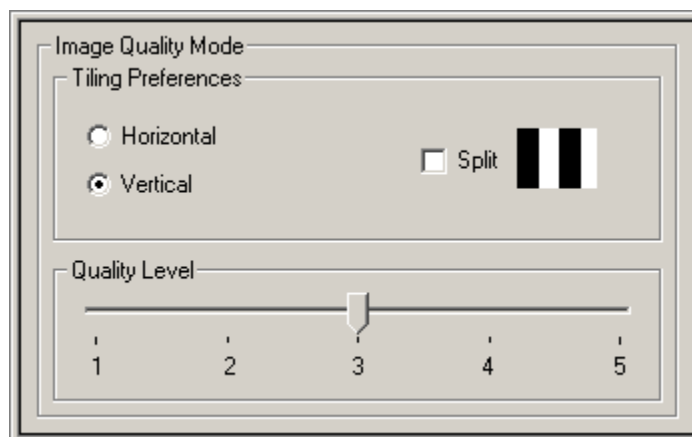 Image Quality Mode
Tiling Preferences
Horizontal
Split
Vertical
Quality Level
1 2 3 4 5